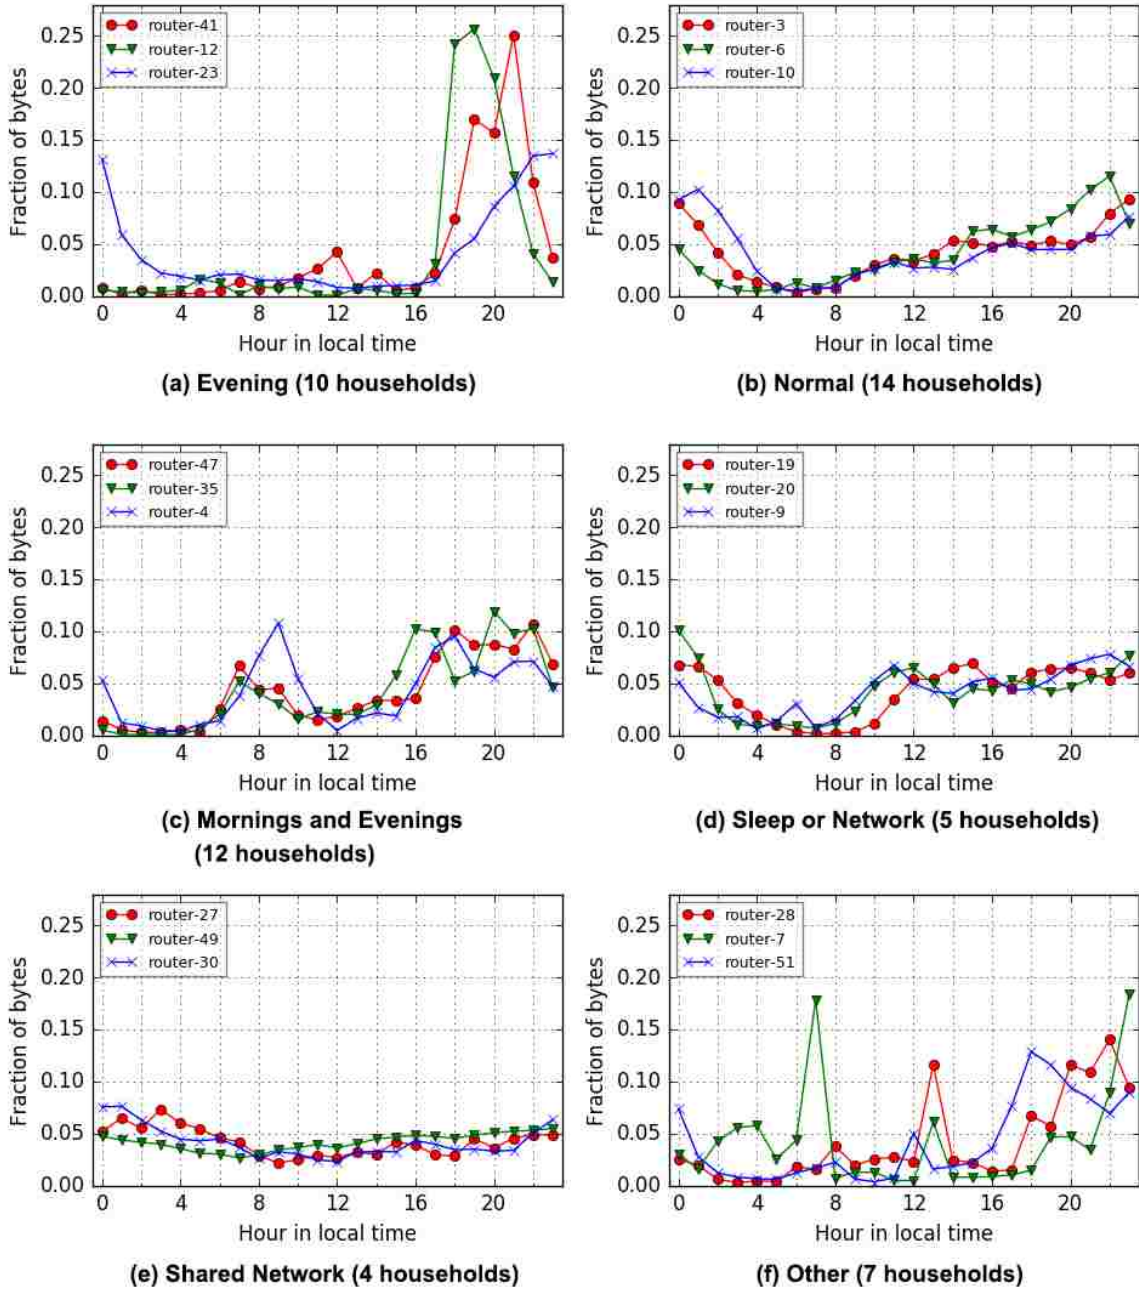 router-41
router-12
router-23
Fraction of bytes
0.25
0.20
0.15
0.10
0.05
0.00
0 4 8 12 16 20
Hour in local time
(a) Evening (10 households)
router-3
router-6
router-10
Fraction of bytes
0.25
0.20
0.15
0.10
0.05
0.00
0 4 8 12 16 20
Hour in local time
(b) Normal (14 households)
router-47
router-35
router-4
Fraction of bytes
0.25
0.20
0.15
0.10
0.05
0.00
0 4 8 12 16 20
Hour in local time
(c) Mornings and Evenings
(12 households)
router-19
router-20
router-9
Fraction of bytes
0.25
0.20
0.15
0.10
0.05
0.00
0 4 8 12 16 20
Hour in local time
(d) Sleep or Network (5 households)
router-27
router-49
router-30
Fraction of bytes
0.25
0.20
0.15
0.10
0.05
0.00
0 4 8 12 16 20
Hour in local time
(e) Shared Network (4 households)
router-28
router-7
router-51
Fraction of bytes
0.25
0.20
0.15
0.10
0.05
0.00
0 4 8 12 16 20
Hour in local time
(f) Other (7 households)